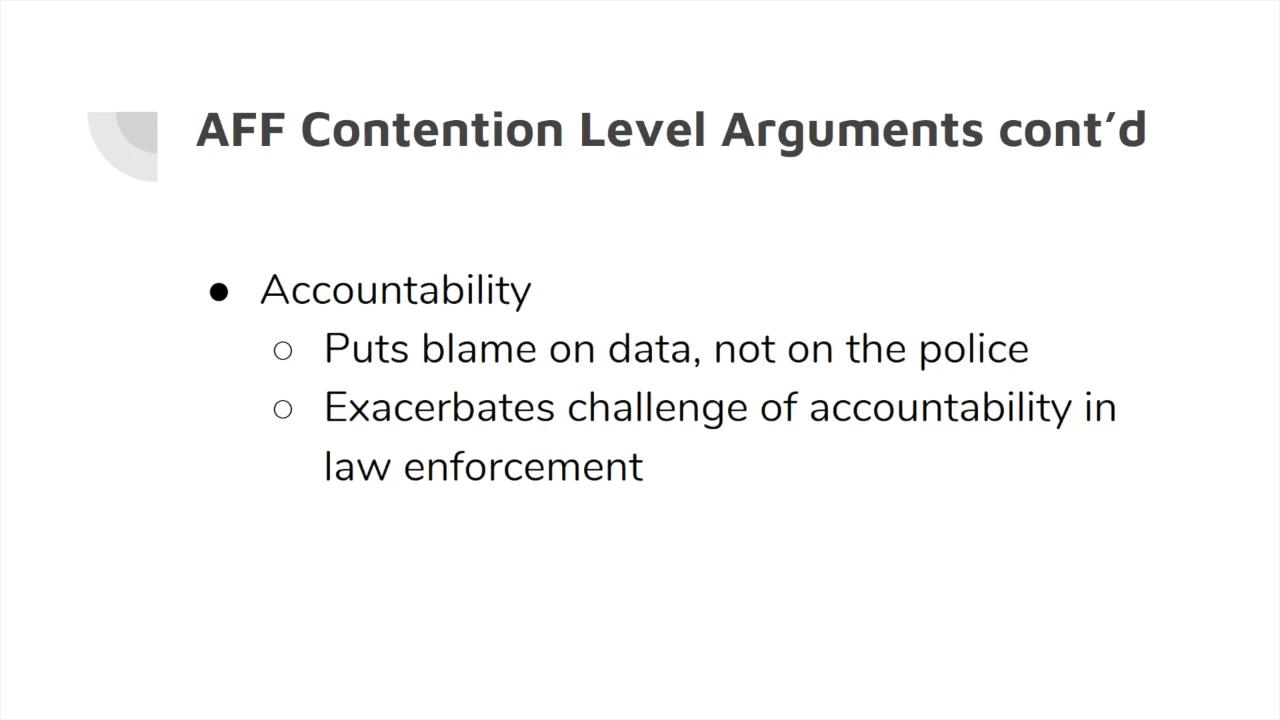 AFF Contention Level Arguments cont’d
● Accountability
○ Puts blame on data, not on the police
○ Exacerbates challenge of accountability in
law enforcement